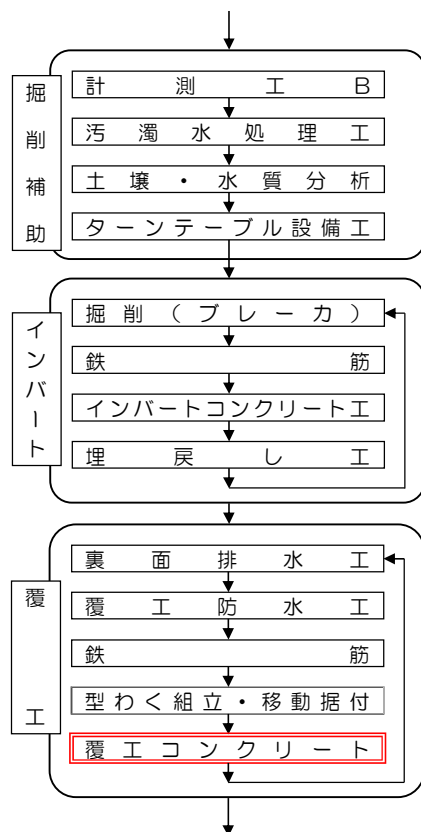 掘削補助
計測工B
汚濁水処理工
土壌・水質分析
ターンテーブル設備工
インバート
掘削（ブレーカ）
鉄筋
インバートコンクリート工
埋戻し工
覆工
裏面排水工
覆工防水工
鉄筋
型わく組立・移動据付
覆工コンクリート